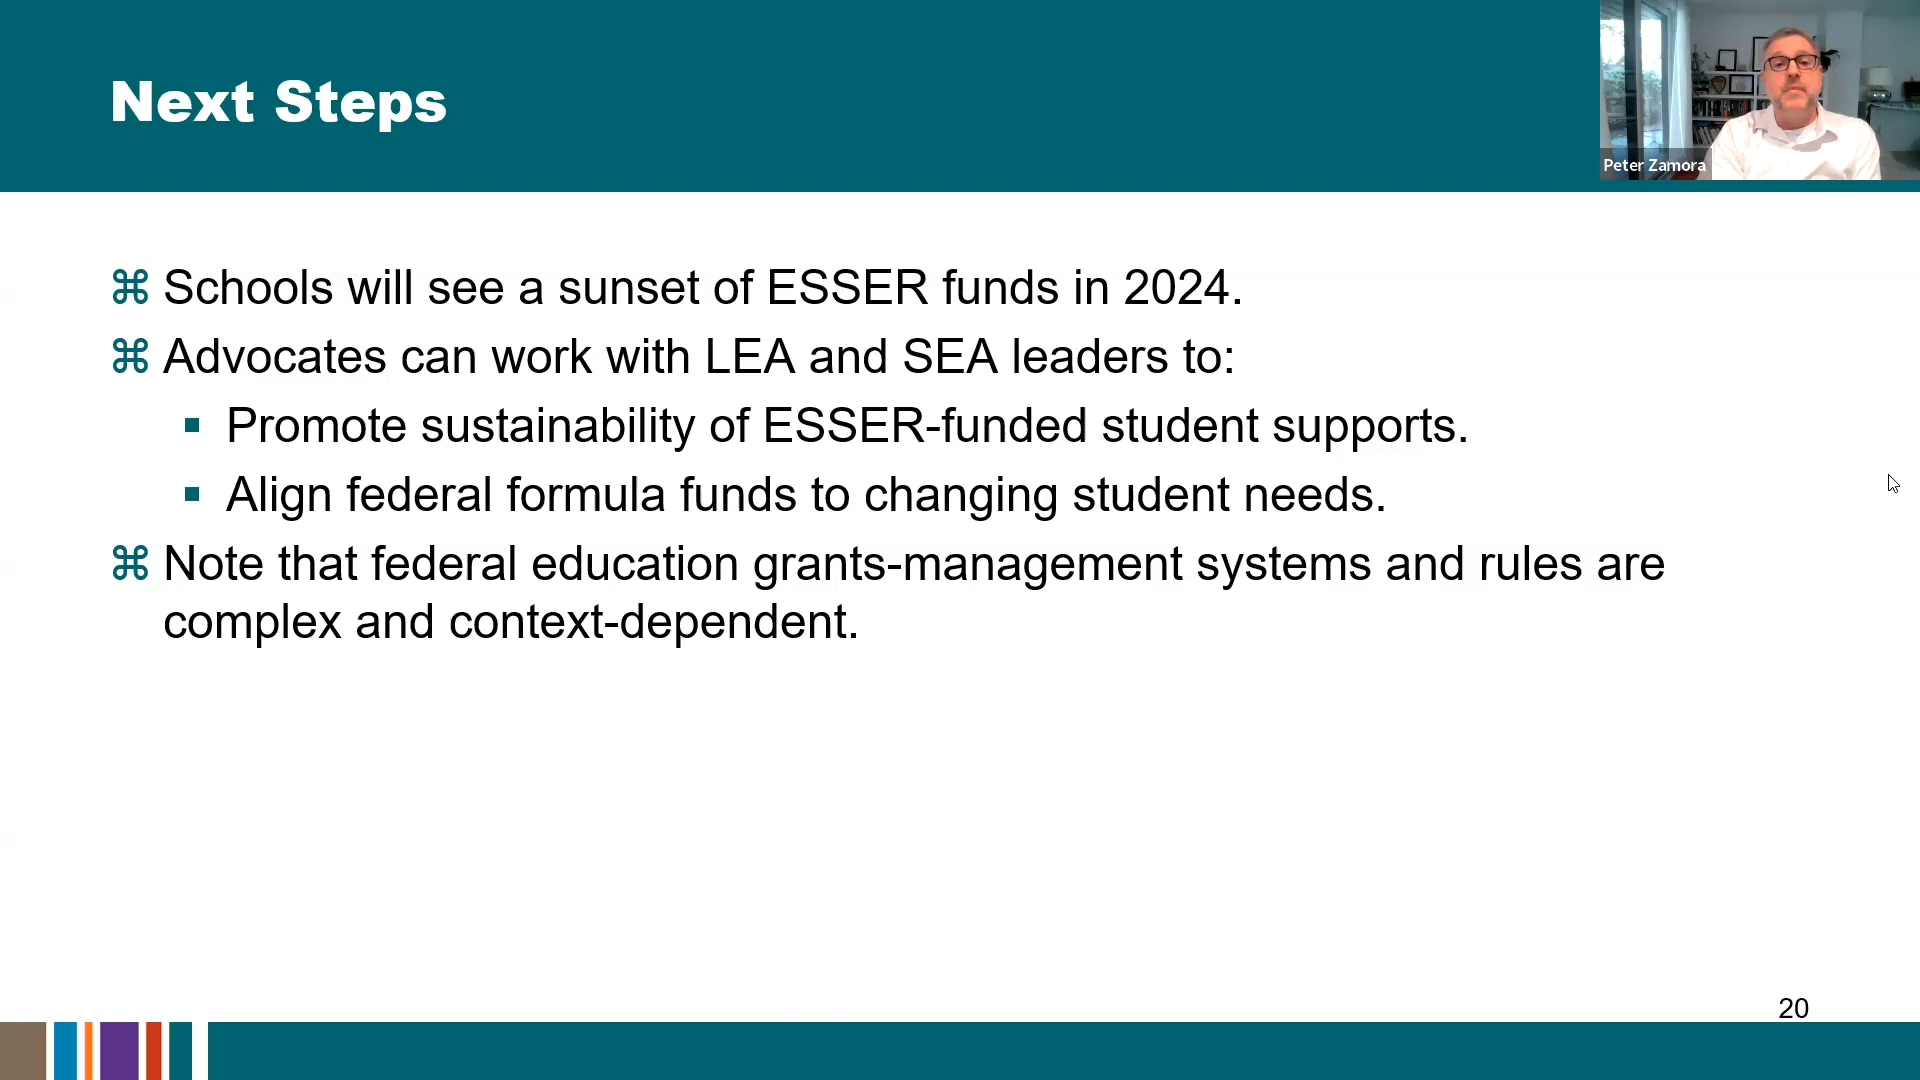 Next Steps
Peter Zamora
⌘ Schools will see a sunset of ESSER funds in 2024.
⌘ Advocates can work with LEA and SEA leaders to:
▪ Promote sustainability of ESSER-funded student supports.
▪ Align federal formula funds to changing student needs.
⌘ Note that federal education grants-management systems and rules are
complex and context-dependent.
20